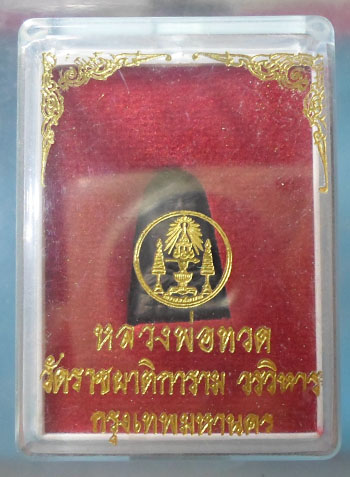 หลวงพ่อทวด
วัดราชผาติการาม วรวิหาร
กรุงเทพมหานคร